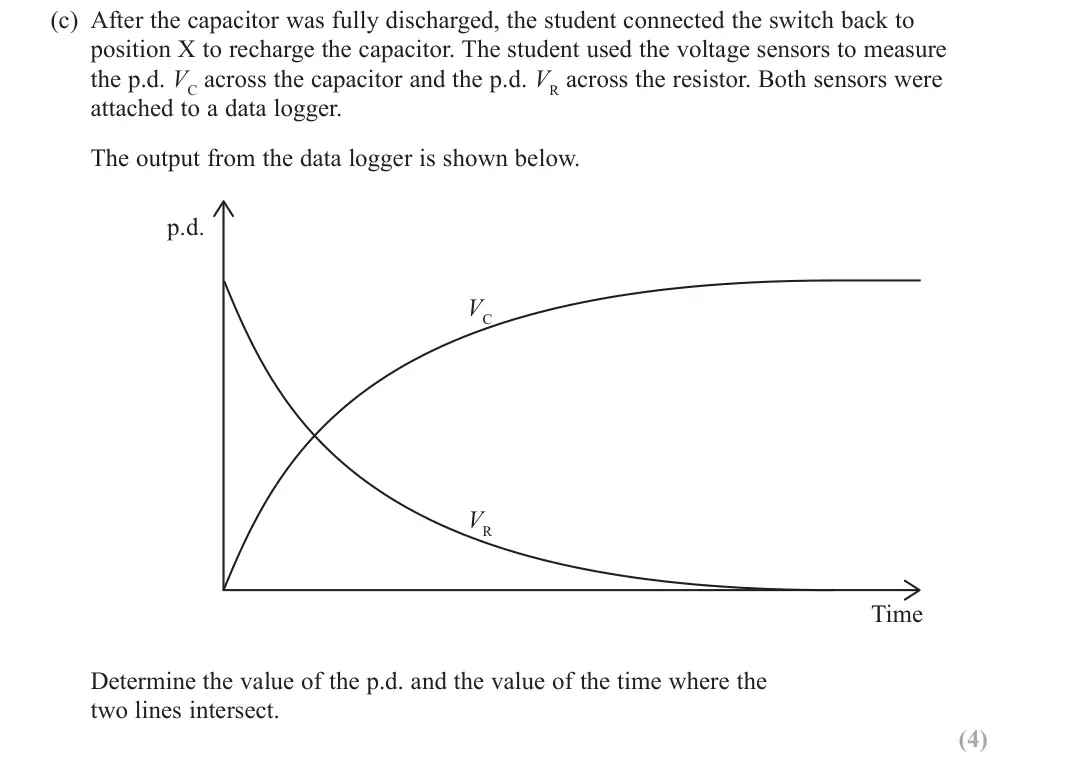 (c) After the capacitor was fully discharged, the student connected the switch back to
position X to recharge the capacitor. The student used the voltage sensors to measure
the p.d. V_C across the capacitor and the p.d. V_R across the resistor. Both sensors were
attached to a data logger.
The output from the data logger is shown below.
p.d.
V_C
V_R
Time
Determine the value of the p.d. and the value of the time where the
two lines intersect.
(4)